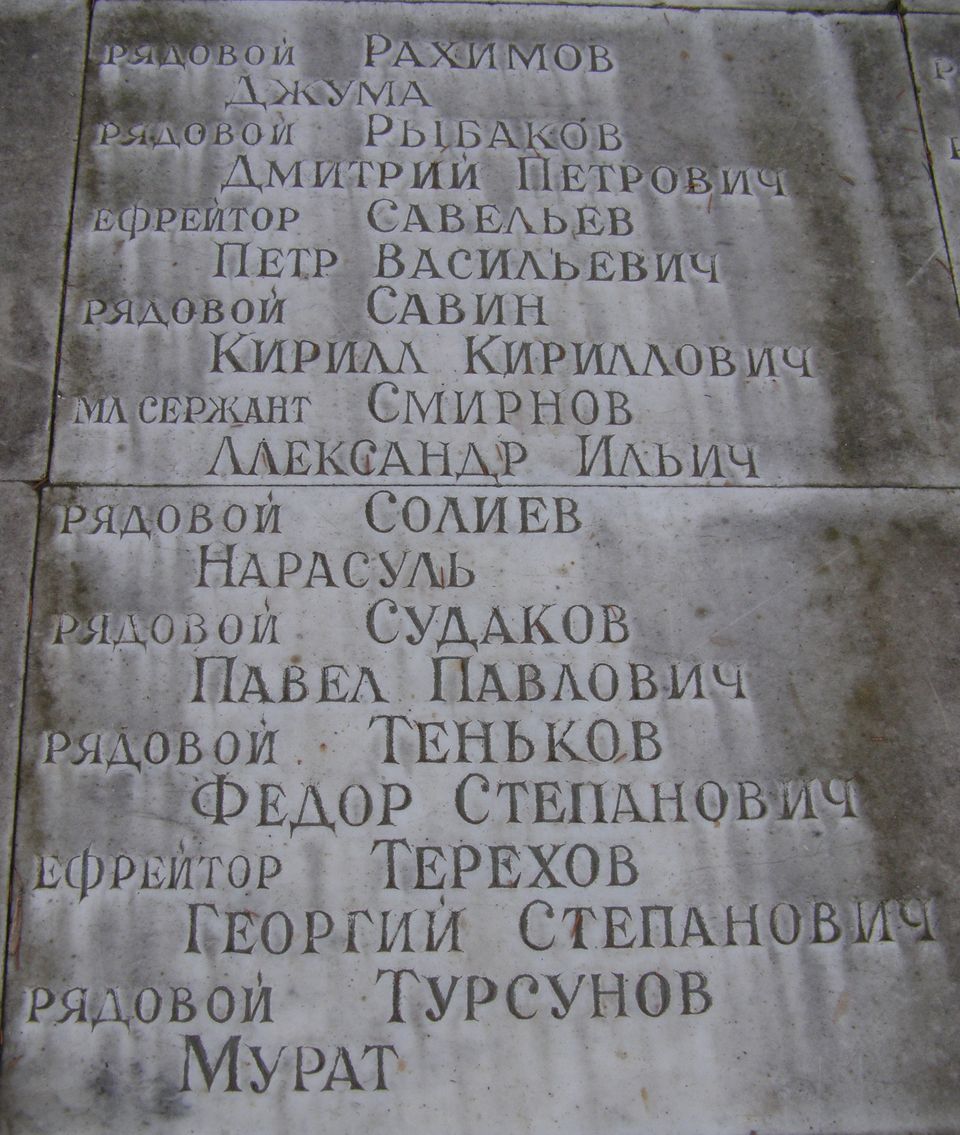 РЯДОВОЙ РАХИМОВ
ДЖУМА
РЯДОВОЙ РЫБАКОВ
ДМИТРИЙ ПЕТРОВИЧ
ЕФРЕЙТОР САВЕЛЬЕВ
ПЕТР ВАСИЛЬЕВИЧ
РЯДОВОЙ САВИН
КИРИЛЛ КИРИЛЛОВИЧ
МЛ СЕРЖАНТ СМИРНОВ
АЛЕКСАНДР ИЛЬИЧ
РЯДОВОЙ СОЛИЕВ
НАРАСУЛЬ
РЯДОВОЙ СУДАКОВ
ПАВЕЛ ПАВЛОВИЧ
РЯДОВОЙ ТЕНЬКОВ
ФЕДОР СТЕПАНОВИЧ
ЕФРЕЙТОР ТЕРЕХОВ
ГЕОРГИЙ СТЕПАНОВИЧ
РЯДОВОЙ ТУРСУНОВ
МУРАТ